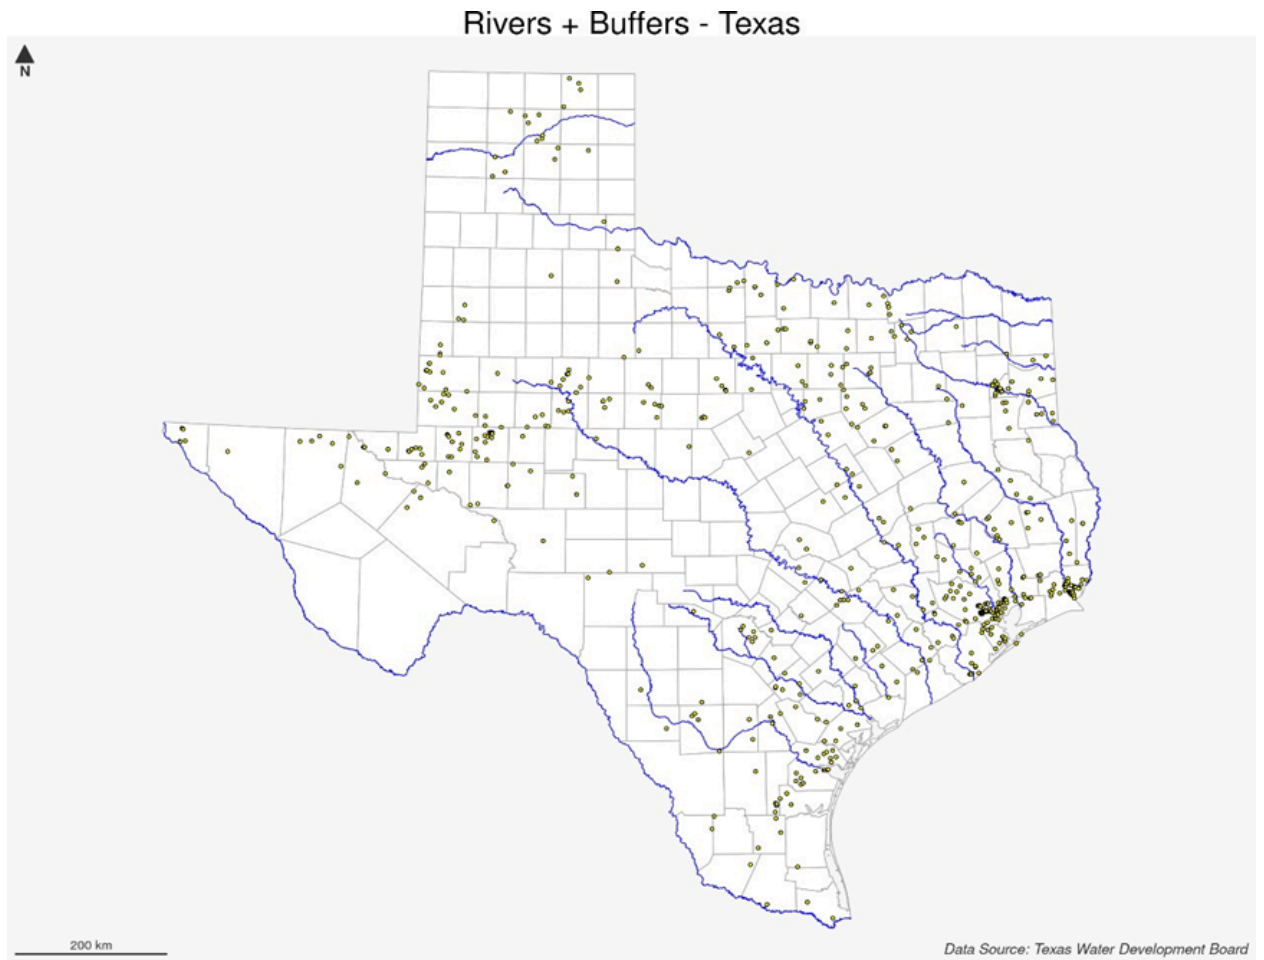 Rivers + Buffers - Texas
N
200 km
Data Source: Texas Water Development Board